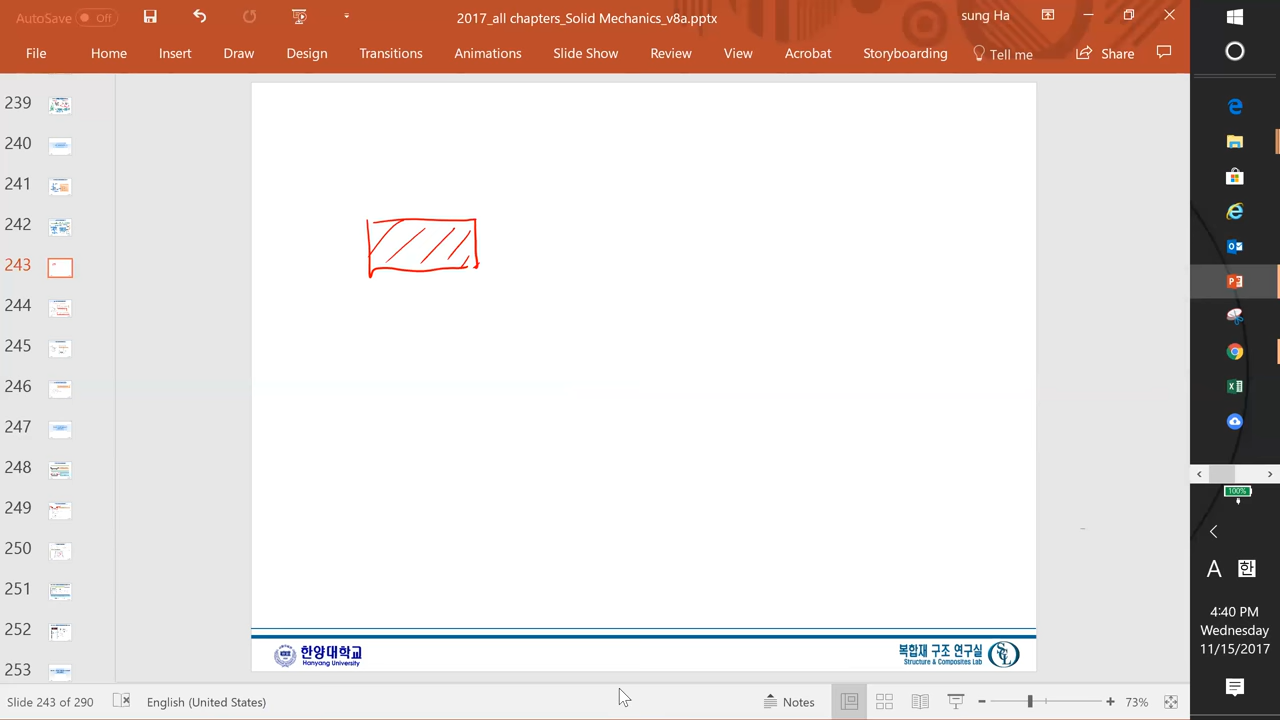 AutoSave Off
2017_all chapters_Solid Mechanics_v8a.pptx
sung Ha
File Home Insert Draw Design Transitions Animations Slide Show Review View Acrobat Storyboarding Tell me Share
239
240
241
242
243
244
245
246
247
248
249
250
251
252
253
한양대학교
Hanyang University
복합재 구조 연구실
Structure & Composites Lab
Slide 243 of 290 English (United States) Notes 73%
100%
A 한
4:40 PM
Wednesday
11/15/2017